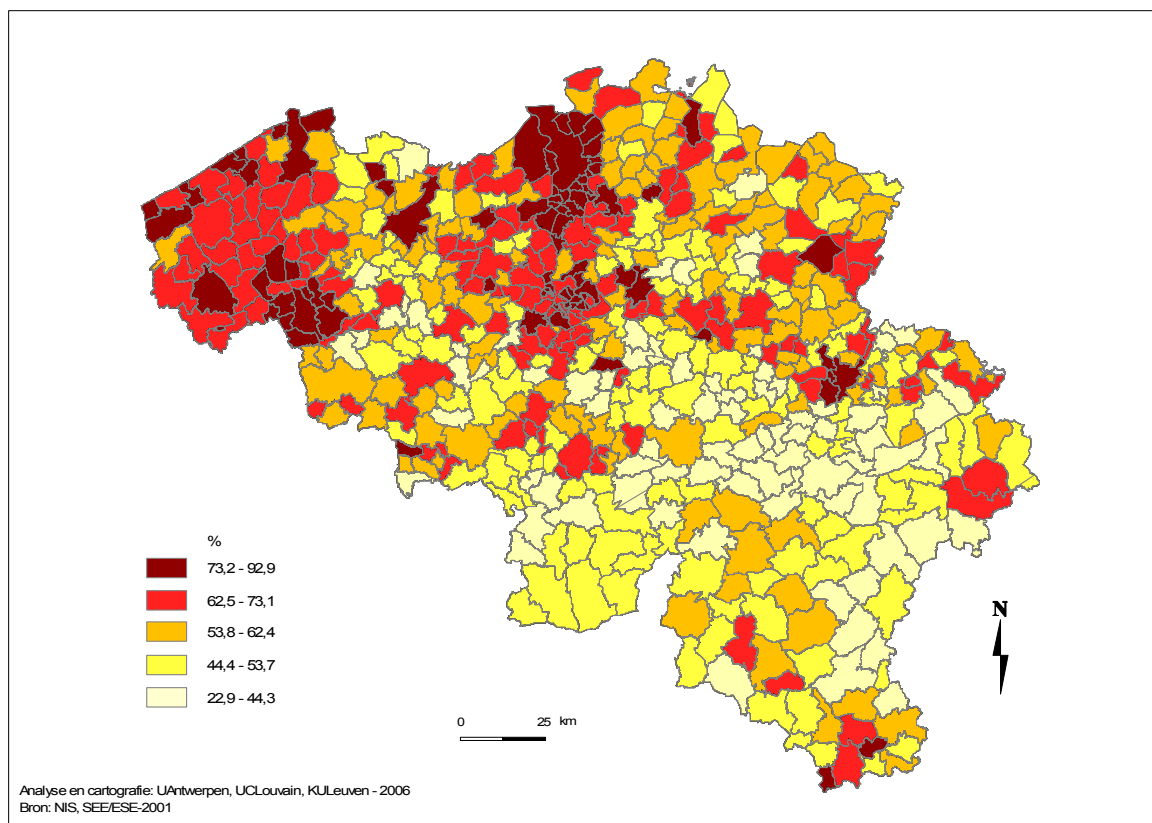 %
73,2 - 92,9
62,5 - 73,1
53,8 - 62,4
44,4 - 53,7
22,9 - 44,3
0 25 km
N
Analyse en cartografie: UAntwerpen, UCLouvain, KULeuven - 2006
Bron: NIS, SEE/ESE-2001